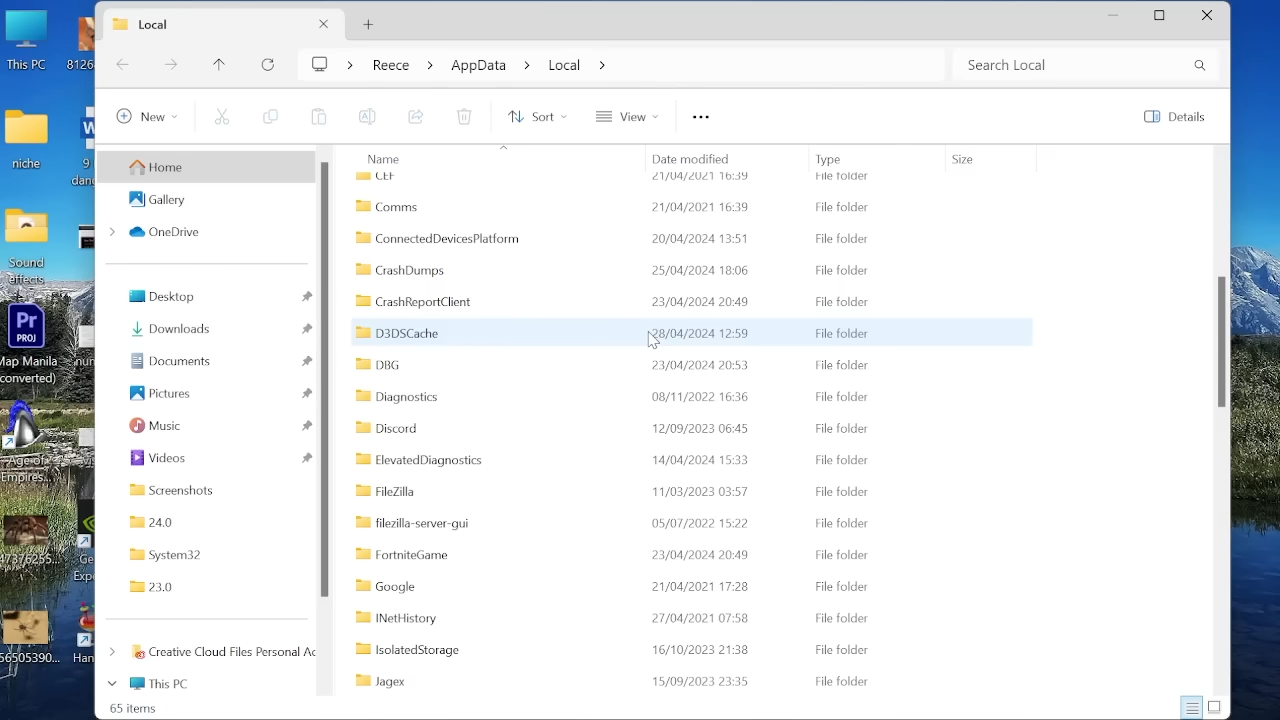 Local
Reece
AppData
Local
Search Local
New
Sort
View
Details
Name
Date modified
Type
Size
Home
Gallery
OneDrive
Desktop
Downloads
Documents
Pictures
Music
Videos
Screenshots
24.0
System32
23.0
Creative Cloud Files Personal Ac
This PC
CEF 21/04/2021 16:39 File folder
Comms 21/04/2021 16:39 File folder
ConnectedDevicesPlatform 20/04/2024 13:51 File folder
CrashDumps 25/04/2024 18:06 File folder
CrashReportClient 23/04/2024 20:49 File folder
D3DSCache 28/04/2024 12:59 File folder
DBG 23/04/2024 20:53 File folder
Diagnostics 08/11/2022 16:36 File folder
Discord 12/09/2023 06:45 File folder
ElevatedDiagnostics 14/04/2024 15:33 File folder
FileZilla 11/03/2023 03:57 File folder
filezilla-server-gui 05/07/2022 15:22 File folder
FortniteGame 23/04/2024 20:49 File folder
Google 21/04/2021 17:28 File folder
INetHistory 27/04/2021 07:58 File folder
IsolatedStorage 16/10/2023 21:38 File folder
Jagex 15/09/2023 23:35 File folder
65 items
This PC
niche
Sound
effects
Pr
PROJ
Map Manila
(converted)
Age of
Empires...
56505390...
8126
W
9
dang
Ge
Exp
Han